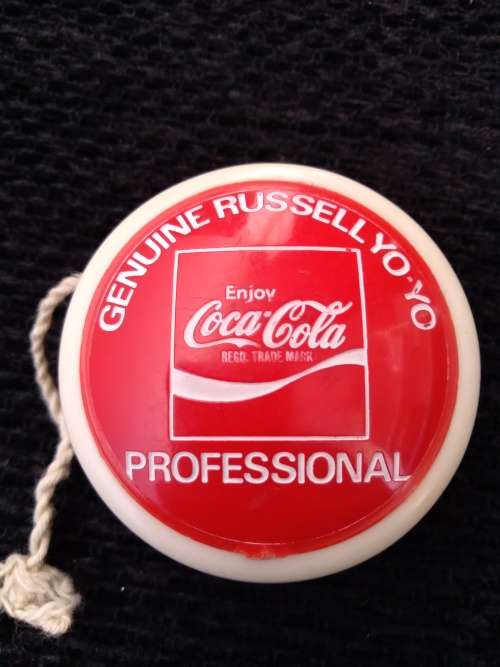 GENUINE RUSSELL YO-YO
Enjoy
Coca-Cola
REGD. TRADE MARK
PROFESSIONAL